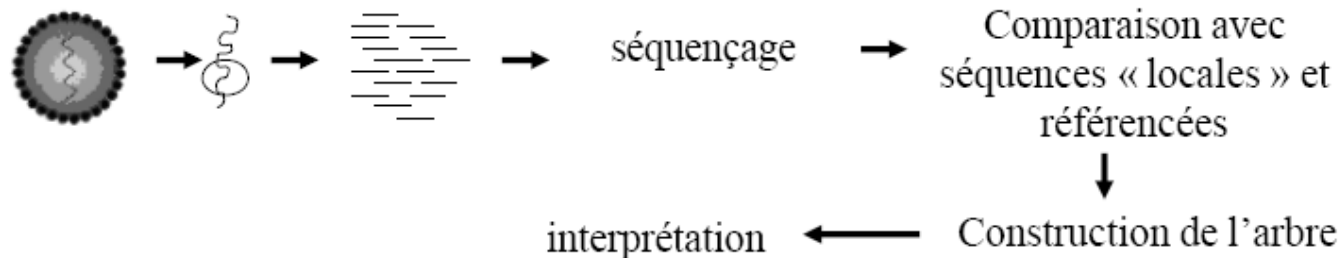 séquençage
Comparaison avec
séquences « locales » et
référencées
Construction de l’arbre
interprétation